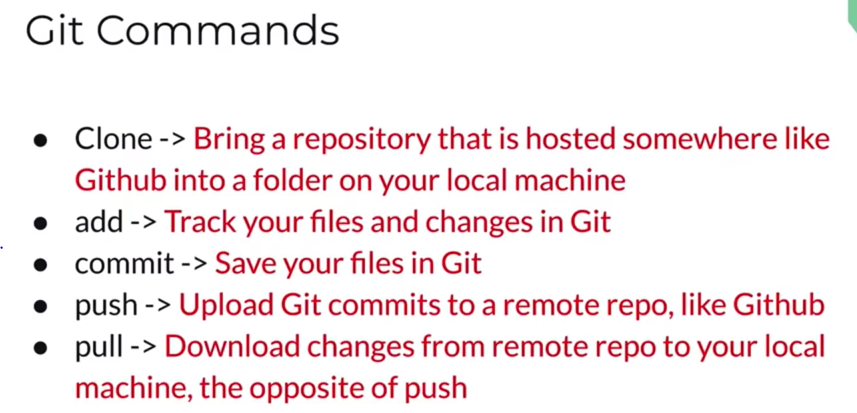 Git Commands
● Clone -> Bring a repository that is hosted somewhere like
Github into a folder on your local machine
● add -> Track your files and changes in Git
● commit -> Save your files in Git
● push -> Upload Git commits to a remote repo, like Github
● pull -> Download changes from remote repo to your local
machine, the opposite of push